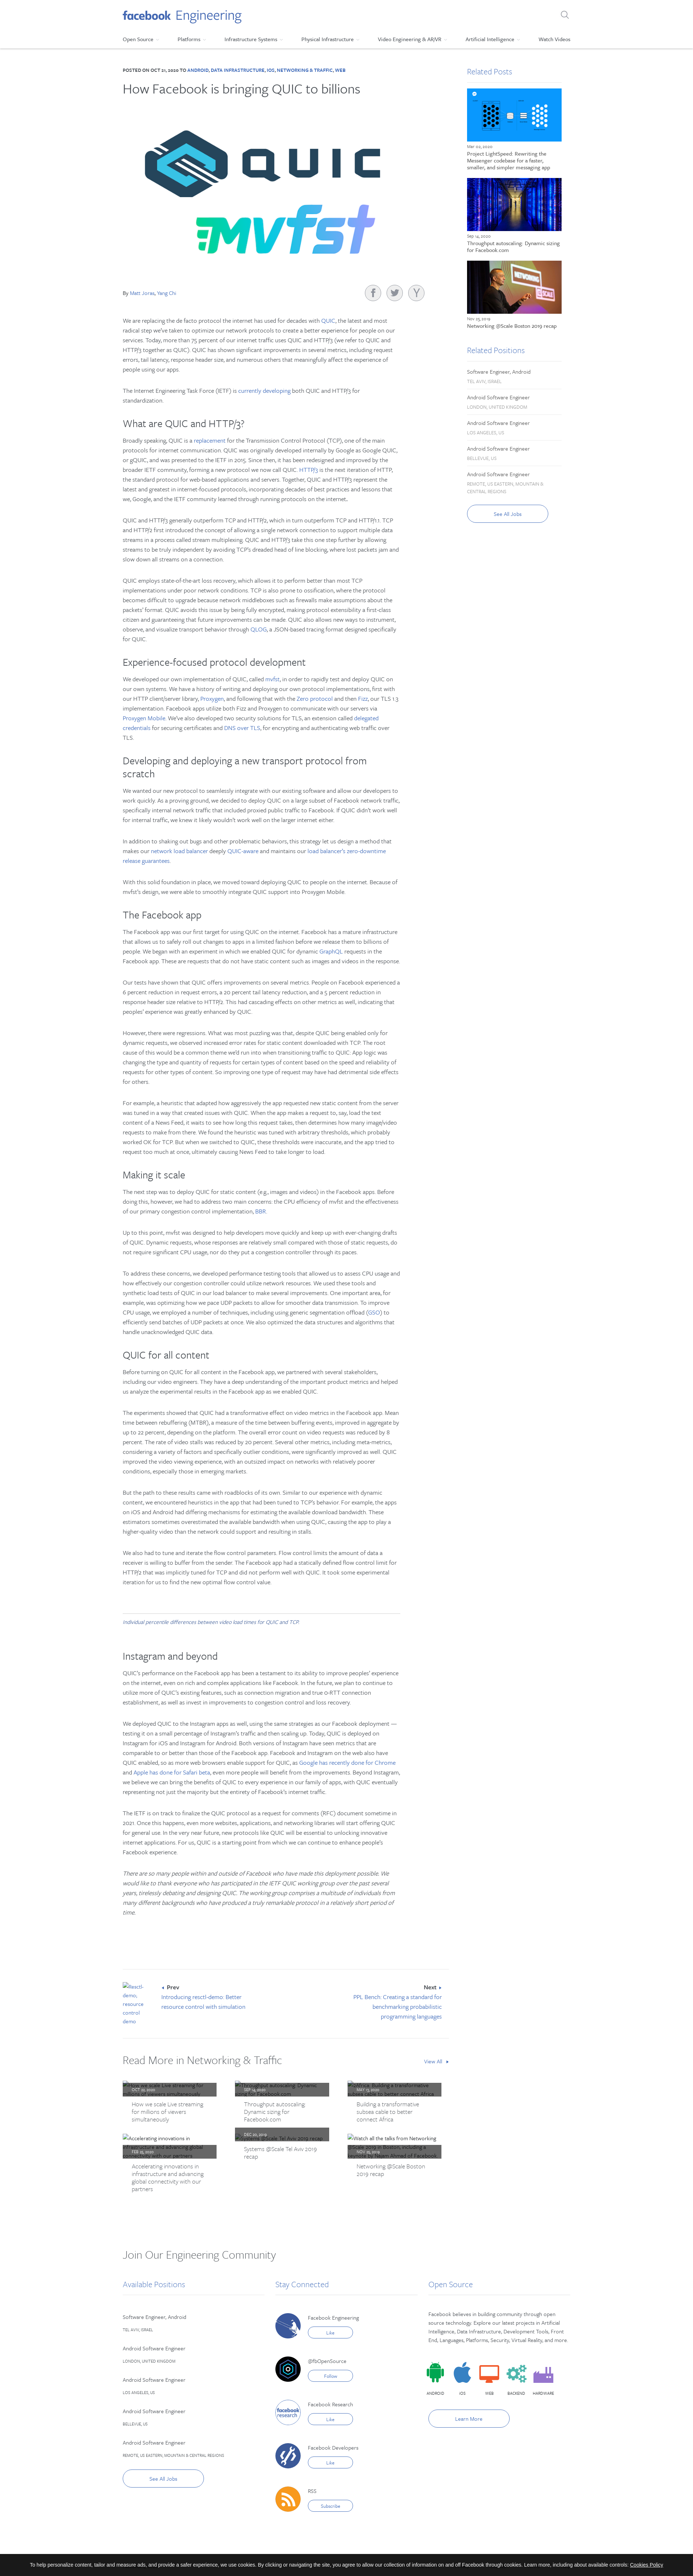 facebook Engineering
Open Source
Platforms
Infrastructure Systems
Physical Infrastructure
Video Engineering & AR/VR
Artificial Intelligence
Watch Videos
POSTED ON OCT 21, 2020 TO ANDROID, DATA INFRASTRUCTURE, IOS, NETWORKING & TRAFFIC, WEB
How Facebook is bringing QUIC to billions
QUIC
mvfst
By Matt Joras, Yang Chi
We are replacing the de facto protocol the internet has used for decades with QUIC, the latest and most
radical step we've taken to optimize our network protocols to create a better experience for people on our
services. Today, more than 75 percent of our internet traffic uses QUIC and HTTP/3 (we refer to QUIC and
HTTP/3 together as QUIC). QUIC has shown significant improvements in several metrics, including request
errors, tail latency, response header size, and numerous others that meaningfully affect the experience of
people using our apps.
The Internet Engineering Task Force (IETF) is currently developing both QUIC and HTTP/3 for
standardization.
What are QUIC and HTTP/3?
Broadly speaking, QUIC is a replacement for the Transmission Control Protocol (TCP), one of the main
protocols for internet communication. QUIC was originally developed internally by Google as Google QUIC,
or gQUIC, and was presented to the IETF in 2015. Since then, it has been redesigned and improved by the
broader IETF community, forming a new protocol we now call QUIC. HTTP/3 is the next iteration of HTTP,
the standard protocol for web-based applications and servers. Together, QUIC and HTTP/3 represent the
latest and greatest in internet-focused protocols, incorporating decades of best practices and lessons that
we, Google, and the IETF community learned through running protocols on the internet.
QUIC and HTTP/3 generally outperform TCP and HTTP/2, which in turn outperform TCP and HTTP/1.1. TCP
and HTTP/2 first introduced the concept of allowing a single network connection to support multiple data
streams in a process called stream multiplexing. QUIC and HTTP/3 take this one step further by allowing
streams to be truly independent by avoiding TCP's dreaded head of line blocking, where lost packets jam and
slow down all streams on a connection.
QUIC employs state-of-the-art loss recovery, which allows it to perform better than most TCP
implementations under poor network conditions. TCP is also prone to ossification, where the protocol
becomes difficult to upgrade because network middleboxes such as firewalls make assumptions about the
packets' format. QUIC avoids this issue by being fully encrypted, making protocol extensibility a first-class
citizen and guaranteeing that future improvements can be made. QUIC also allows new ways to instrument,
observe, and visualize transport behavior through QLOG, a JSON-based tracing format designed specifically
for QUIC.
Experience-focused protocol development
We developed our own implementation of QUIC, called mvfst, in order to rapidly test and deploy QUIC on
our own systems. We have a history of writing and deploying our own protocol implementations, first with
our HTTP client/server library, Proxygen, and following that with the Zero protocol and then Fizz, our TLS 1.3
implementation. Facebook apps utilize both Fizz and Proxygen to communicate with our servers via
Proxygen Mobile. We've also developed two security solutions for TLS, an extension called delegated
credentials for securing certificates and DNS over TLS, for encrypting and authenticating web traffic over
TLS.
Developing and deploying a new transport protocol from
scratch
We wanted our new protocol to seamlessly integrate with our existing software and allow our developers to
work quickly. As a proving ground, we decided to deploy QUIC on a large subset of Facebook network traffic,
specifically internal network traffic that included proxied public traffic to Facebook. If QUIC didn't work well
for internal traffic, we knew it likely wouldn't work well on the larger internet either.
In addition to shaking out bugs and other problematic behaviors, this strategy let us design a method that
makes our network load balancer deeply QUIC-aware and maintains our load balancer's zero-downtime
release guarantees.
With this solid foundation in place, we moved toward deploying QUIC to people on the internet. Because of
mvfst's design, we were able to smoothly integrate QUIC support into Proxygen Mobile.
The Facebook app
The Facebook app was our first target for using QUIC on the internet. Facebook has a mature infrastructure
that allows us to safely roll out changes to apps in a limited fashion before we release them to billions of
people. We began with an experiment in which we enabled QUIC for dynamic GraphQL requests in the
Facebook app. These are requests that do not have static content such as images and videos in the response.
Our tests have shown that QUIC offers improvements on several metrics. People on Facebook experienced a
6 percent reduction in request errors, a 20 percent tail latency reduction, and a 5 percent reduction in
response header size relative to HTTP/2. This had cascading effects on other metrics as well, indicating that
peoples' experience was greatly enhanced by QUIC.
However, there were regressions. What was most puzzling was that, despite QUIC being enabled only for
dynamic requests, we observed increased error rates for static content downloaded with TCP. The root
cause of this would be a common theme we'd run into when transitioning traffic to QUIC: App logic was
changing the type and quantity of requests for certain types of content based on the speed and reliability of
requests for other types of content. So improving one type of request may have had detrimental side effects
for others.
For example, a heuristic that adapted how aggressively the app requested new static content from the server
was tuned in a way that created issues with QUIC. When the app makes a request to, say, load the text
content of a News Feed, it waits to see how long this request takes, then determines how many image/video
requests to make from there. We found the heuristic was tuned with arbitrary thresholds, which probably
worked OK for TCP. But when we switched to QUIC, these thresholds were inaccurate, and the app tried to
request too much at once, ultimately causing News Feed to take longer to load.
Making it scale
The next step was to deploy QUIC for static content (e.g., images and videos) in the Facebook apps. Before
doing this, however, we had to address two main concerns: the CPU efficiency of mvfst and the effectiveness
of our primary congestion control implementation, BBR.
Up to this point, mvfst was designed to help developers move quickly and keep up with ever-changing drafts
of QUIC. Dynamic requests, whose responses are relatively small compared with those of static requests, do
not require significant CPU usage, nor do they put a congestion controller through its paces.
To address these concerns, we developed performance testing tools that allowed us to assess CPU usage and
how effectively our congestion controller could utilize network resources. We used these tools and
synthetic load tests of QUIC in our load balancer to make several improvements. One important area, for
example, was optimizing how we pace UDP packets to allow for smoother data transmission. To improve
CPU usage, we employed a number of techniques, including using generic segmentation offload (GSO) to
efficiently send batches of UDP packets at once. We also optimized the data structures and algorithms that
handle unacknowledged QUIC data.
QUIC for all content
Before turning on QUIC for all content in the Facebook app, we partnered with several stakeholders,
including our video engineers. They have a deep understanding of the important product metrics and helped
us analyze the experimental results in the Facebook app as we enabled QUIC.
The experiments showed that QUIC had a transformative effect on video metrics in the Facebook app. Mean
time between rebuffering (MTBR), a measure of the time between buffering events, improved in aggregate by
up to 22 percent, depending on the platform. The overall error count on video requests was reduced by 8
percent. The rate of video stalls was reduced by 20 percent. Several other metrics, including meta-metrics,
considering a variety of factors and specifically outlier conditions, were significantly improved as well. QUIC
improved the video viewing experience, with an outsized impact on networks with relatively poorer
conditions, especially those in emerging markets.
But the path to these results came with roadblocks of its own. Similar to our experience with dynamic
content, we encountered heuristics in the app that had been tuned to TCP's behavior. For example, the apps
on iOS and Android had differing mechanisms for estimating the available download bandwidth. These
estimators sometimes overestimated the available bandwidth when using QUIC, causing the app to play a
higher-quality video than the network could support and resulting in stalls.
We also had to tune and iterate the flow control parameters. Flow control limits the amount of data a
receiver is willing to buffer from the sender. The Facebook app had a statically defined flow control limit for
HTTP/2 that was implicitly tuned for TCP and did not perform well with QUIC. It took some experimental
iteration for us to find the new optimal flow control value.
Individual percentile differences between video load times for QUIC and TCP.
Instagram and beyond
QUIC's performance on the Facebook app has been a testament to its ability to improve peoples' experience
on the internet, even on rich and complex applications like Facebook. In the future, we plan to continue to
utilize more of QUIC's features, such as connection migration and true 0-RTT connection
establishment, as well as invest in improvements to congestion control and loss recovery.
We deployed QUIC to the Instagram apps as well, using the same strategies as our Facebook deployment —
testing it on a small percentage of Instagram's traffic and then scaling up. Today, QUIC is deployed on
Instagram for iOS and Instagram for Android. Both versions of Instagram have seen metrics that are
comparable to or better than those of the Facebook app. Facebook and Instagram on the web also have
QUIC enabled, so as more web browsers enable support for QUIC, as Google has recently done for Chrome
and Apple has done for Safari beta, even more people will benefit from the improvements. Beyond Instagram,
we believe we can bring the benefits of QUIC to every experience in our family of apps, with QUIC eventually
representing not just the majority but the entirety of Facebook's internet traffic.
The IETF is on track to finalize the QUIC protocol as a request for comments (RFC) document sometime in
2021. Once this happens, even more websites, applications, and networking libraries will start offering QUIC
for general use. In the very near future, new protocols like QUIC will be essential to unlocking innovative
internet applications. For us, QUIC is a starting point from which we can continue to enhance people's
Facebook experience.
There are so many people within and outside of Facebook who have made this deployment possible. We
would like to thank everyone who has participated in the IETF QUIC working group over the past several
years, tirelessly debating and designing QUIC. The working group comprises a multitude of individuals from
many different backgrounds who have produced a truly remarkable protocol in a relatively short period of
time.
Related Posts
Mar 02, 2020
Project LightSpeed: Rewriting the
Messenger codebase for a faster,
smaller, and simpler messaging app
Sep 14, 2020
Throughput autoscaling: Dynamic sizing
for Facebook.com
Nov 25, 2019
Networking @Scale Boston 2019 recap
Related Positions
Software Engineer, Android
TEL AVIV, ISRAEL
Android Software Engineer
LONDON, UNITED KINGDOM
Android Software Engineer
LOS ANGELES, US
Android Software Engineer
BELLEVUE, US
Android Software Engineer
REMOTE, US EASTERN, MOUNTAIN &
CENTRAL REGIONS
See All Jobs
Resctl-
demo,
resource
control
demo
Prev
Introducing resctl-demo: Better
resource control with simulation
Next
PPL Bench: Creating a standard for
benchmarking probabilistic
programming languages
Read More in Networking & Traffic
View All
How we scale Live streaming
for millions of viewers
simultaneously
Throughput autoscaling:
Dynamic sizing for
Facebook.com
Building a transformative
subsea cable to better
connect Africa
Accelerating innovations in
infrastructure and advancing
global connectivity with our
partners
Systems @Scale Tel Aviv 2019
recap
Networking @Scale Boston
2019 recap
Join Our Engineering Community
Available Positions
Software Engineer, Android
TEL AVIV, ISRAEL
Android Software Engineer
LONDON, UNITED KINGDOM
Android Software Engineer
LOS ANGELES, US
Android Software Engineer
BELLEVUE, US
Android Software Engineer
REMOTE, US EASTERN, MOUNTAIN & CENTRAL REGIONS
See All Jobs
Stay Connected
Facebook Engineering
Like
@fbOpenSource
Follow
facebook
research
Facebook Research
Like
Facebook Developers
Like
RSS
Subscribe
Open Source
Facebook believes in building community through open
source technology. Explore our latest projects in Artificial
Intelligence, Data Infrastructure, Development Tools, Front
End, Languages, Platforms, Security, Virtual Reality, and more
ANDROID
iOS
WEB
BACKEND
HARDWARE
Learn More
To help personalize content, tailor and measure ads, and provide a safer experience, we use cookies. By clicking or navigating the site, you agree to allow our collection of information on and off Facebook through cookies. Learn more, including about available controls: Cookies Policy